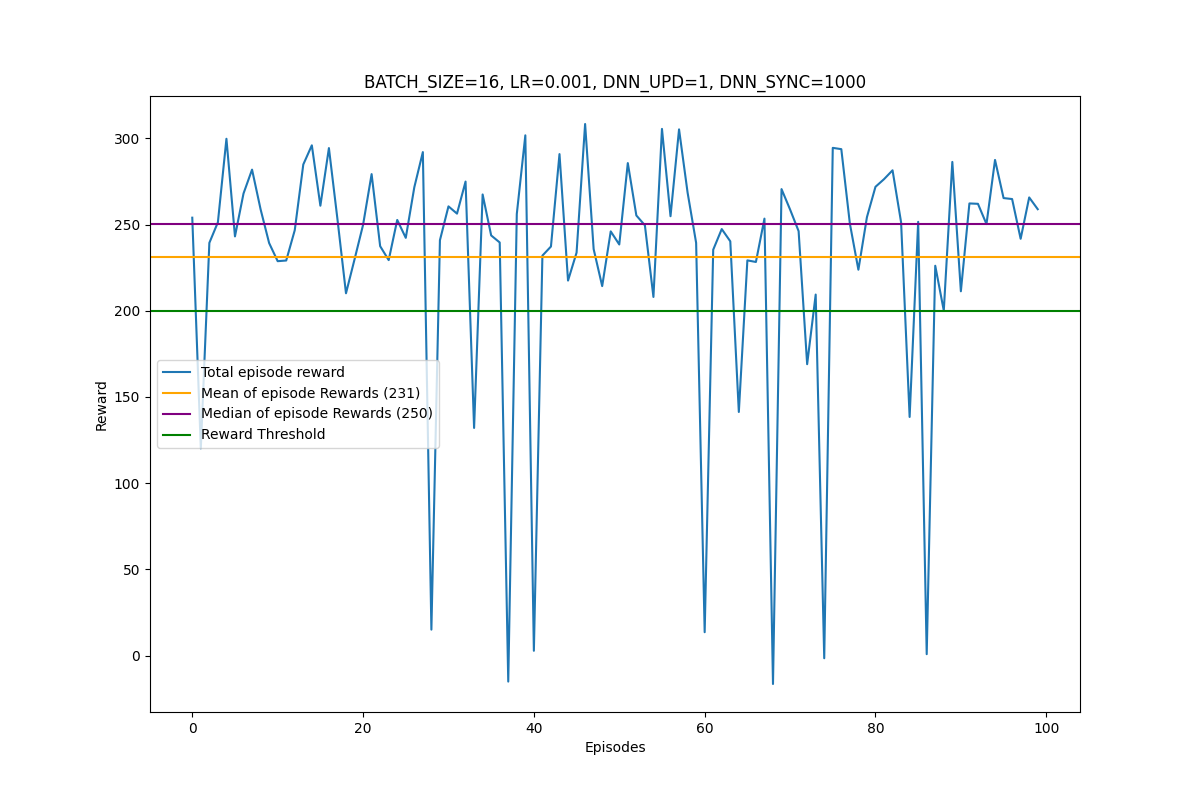 BATCH_SIZE=16, LR=0.001, DNN_UPD=1, DNN_SYNC=1000
300
250
200
150
100
50
0
Reward
Total episode reward
Mean of episode Rewards (231)
Median of episode Rewards (250)
Reward Threshold
0 20 40 60 80 100
Episodes